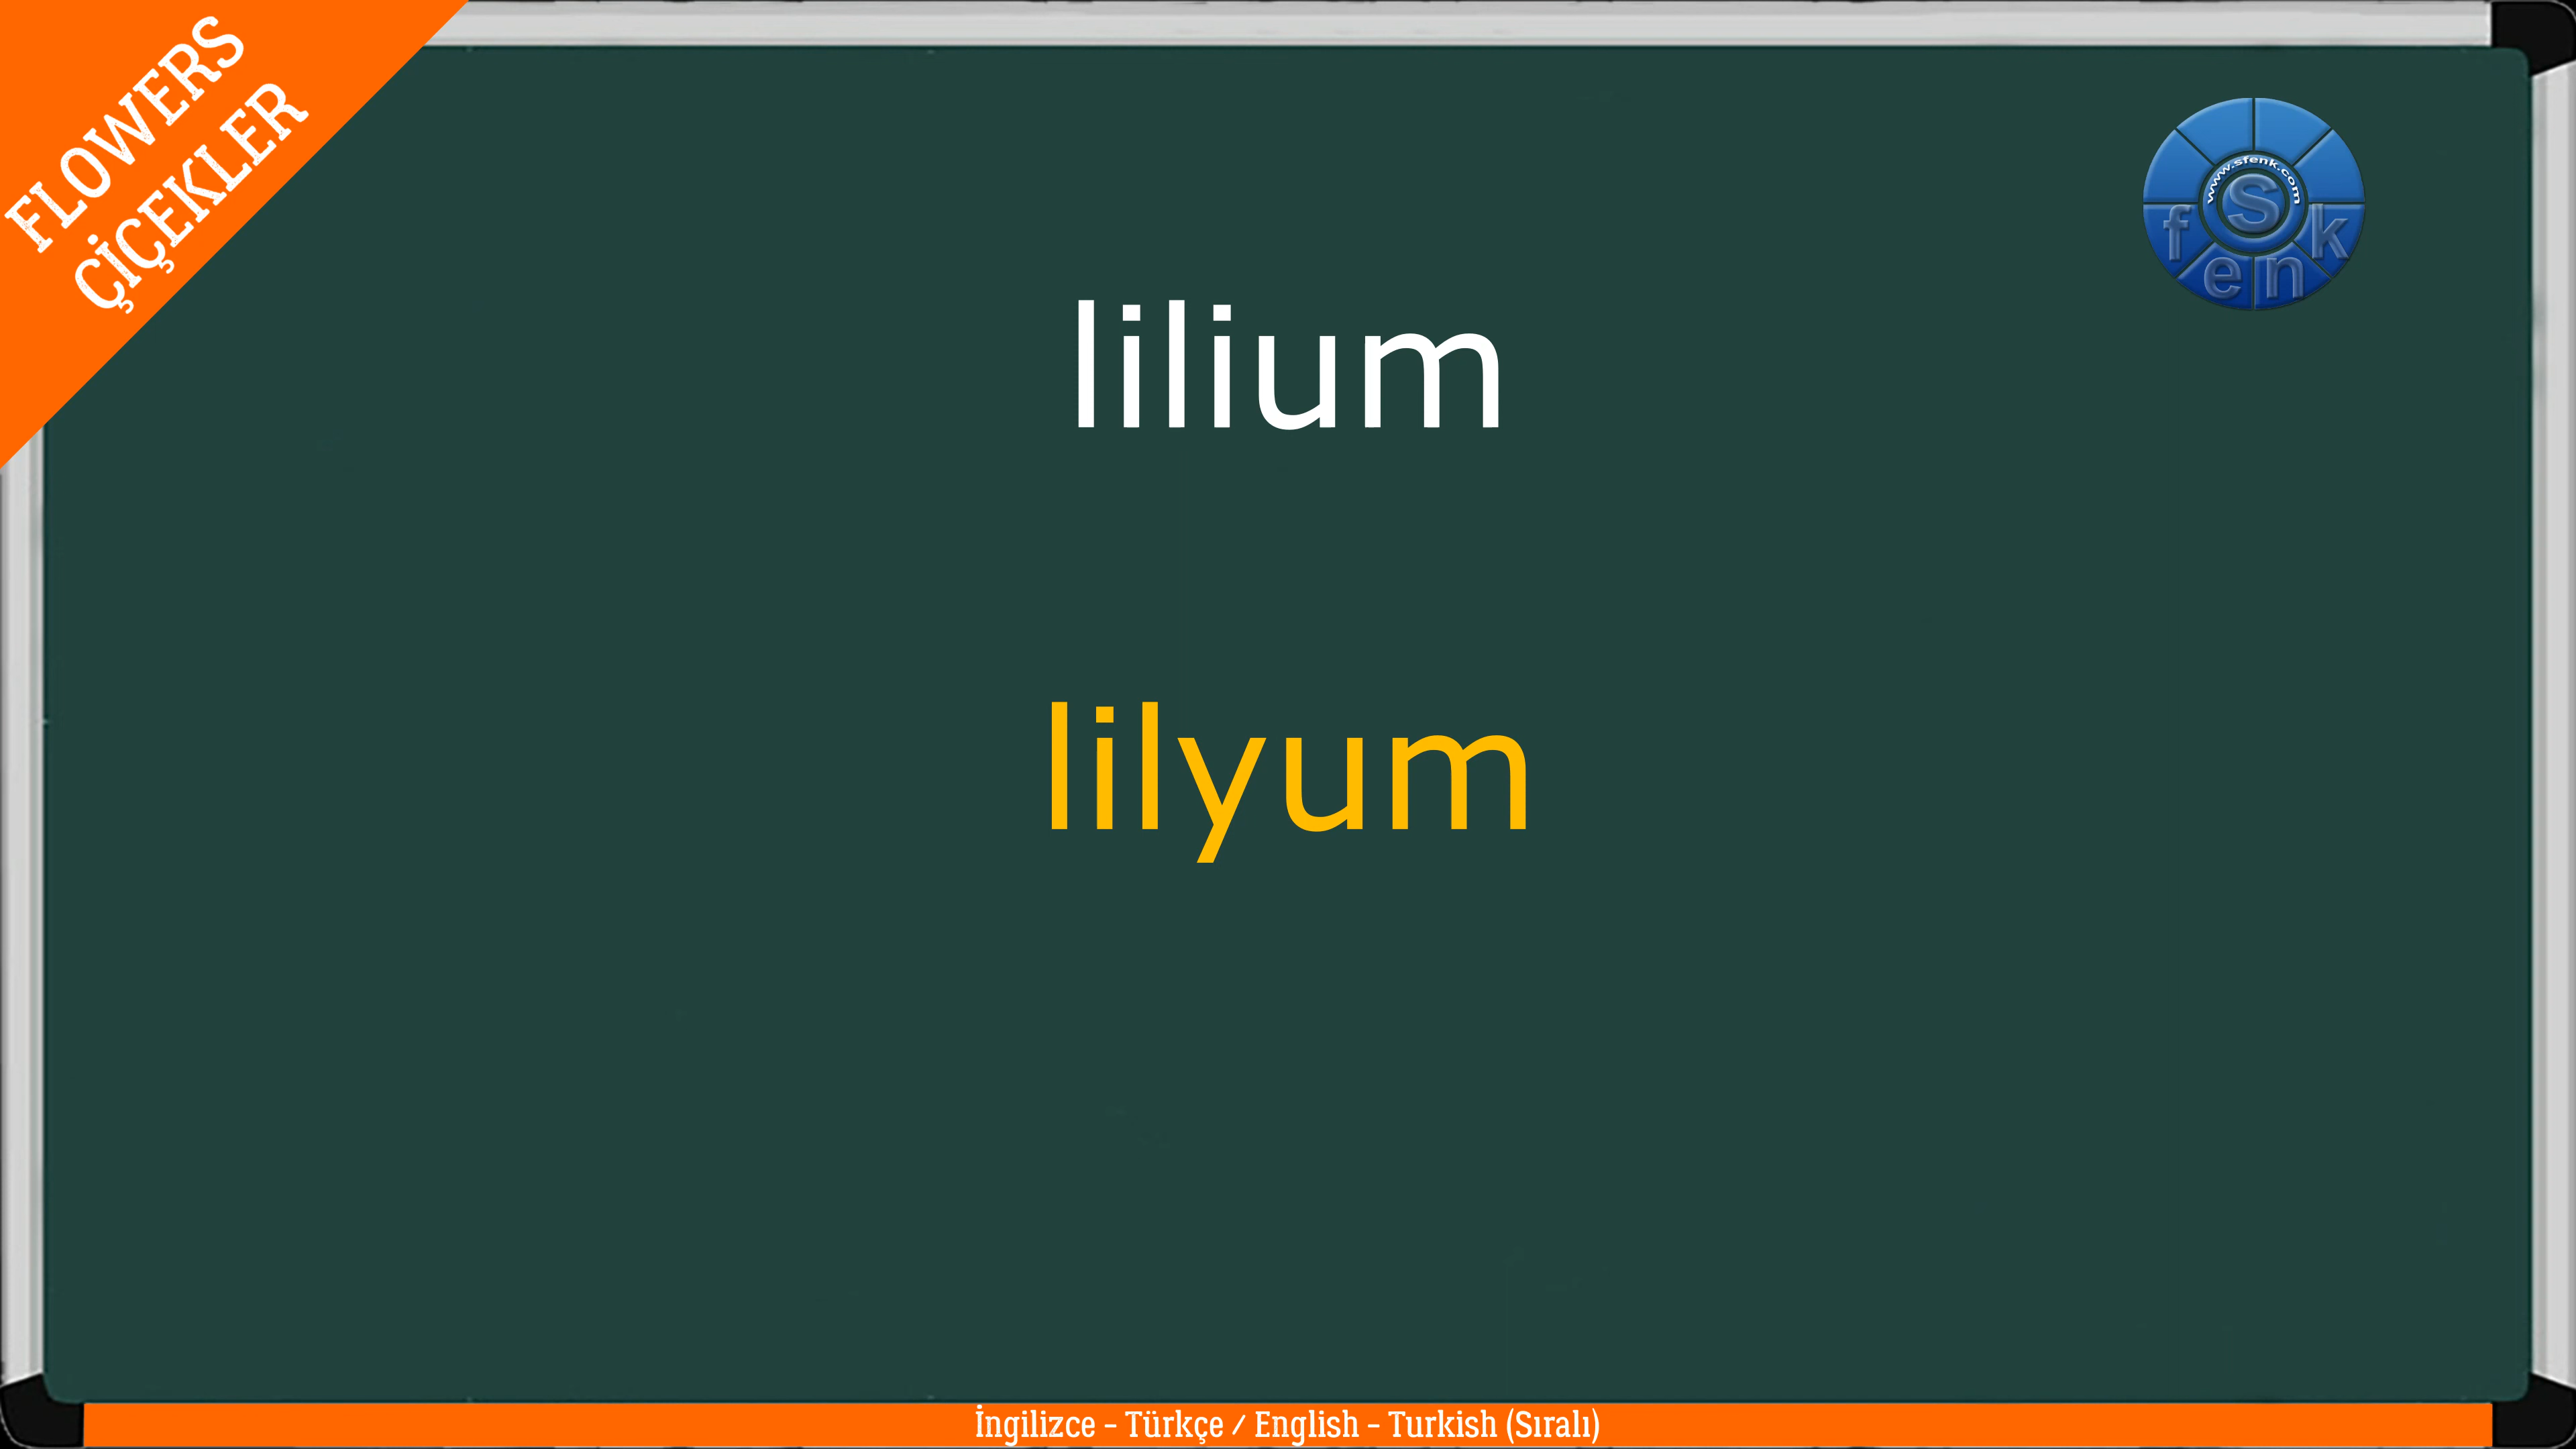 FLOWERS
ÇİÇEKLER
www.sfenk.com
S
f e n k
lilium
lilyum
İngilizce - Türkçe / English - Turkish (Sıralı)